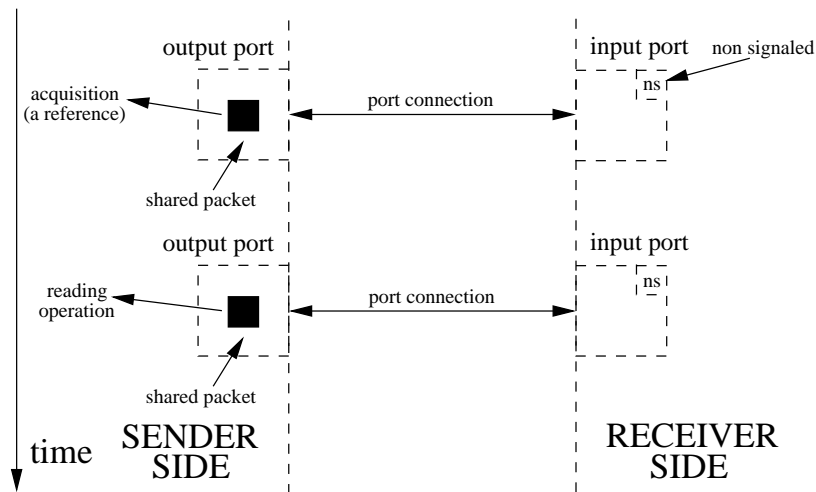 output port
input port
non signaled
ns
acquisition
(a reference)
port connection
shared packet
output port
input port
ns
reading
operation
port connection
shared packet
time
SENDER
SIDE
RECEIVER
SIDE